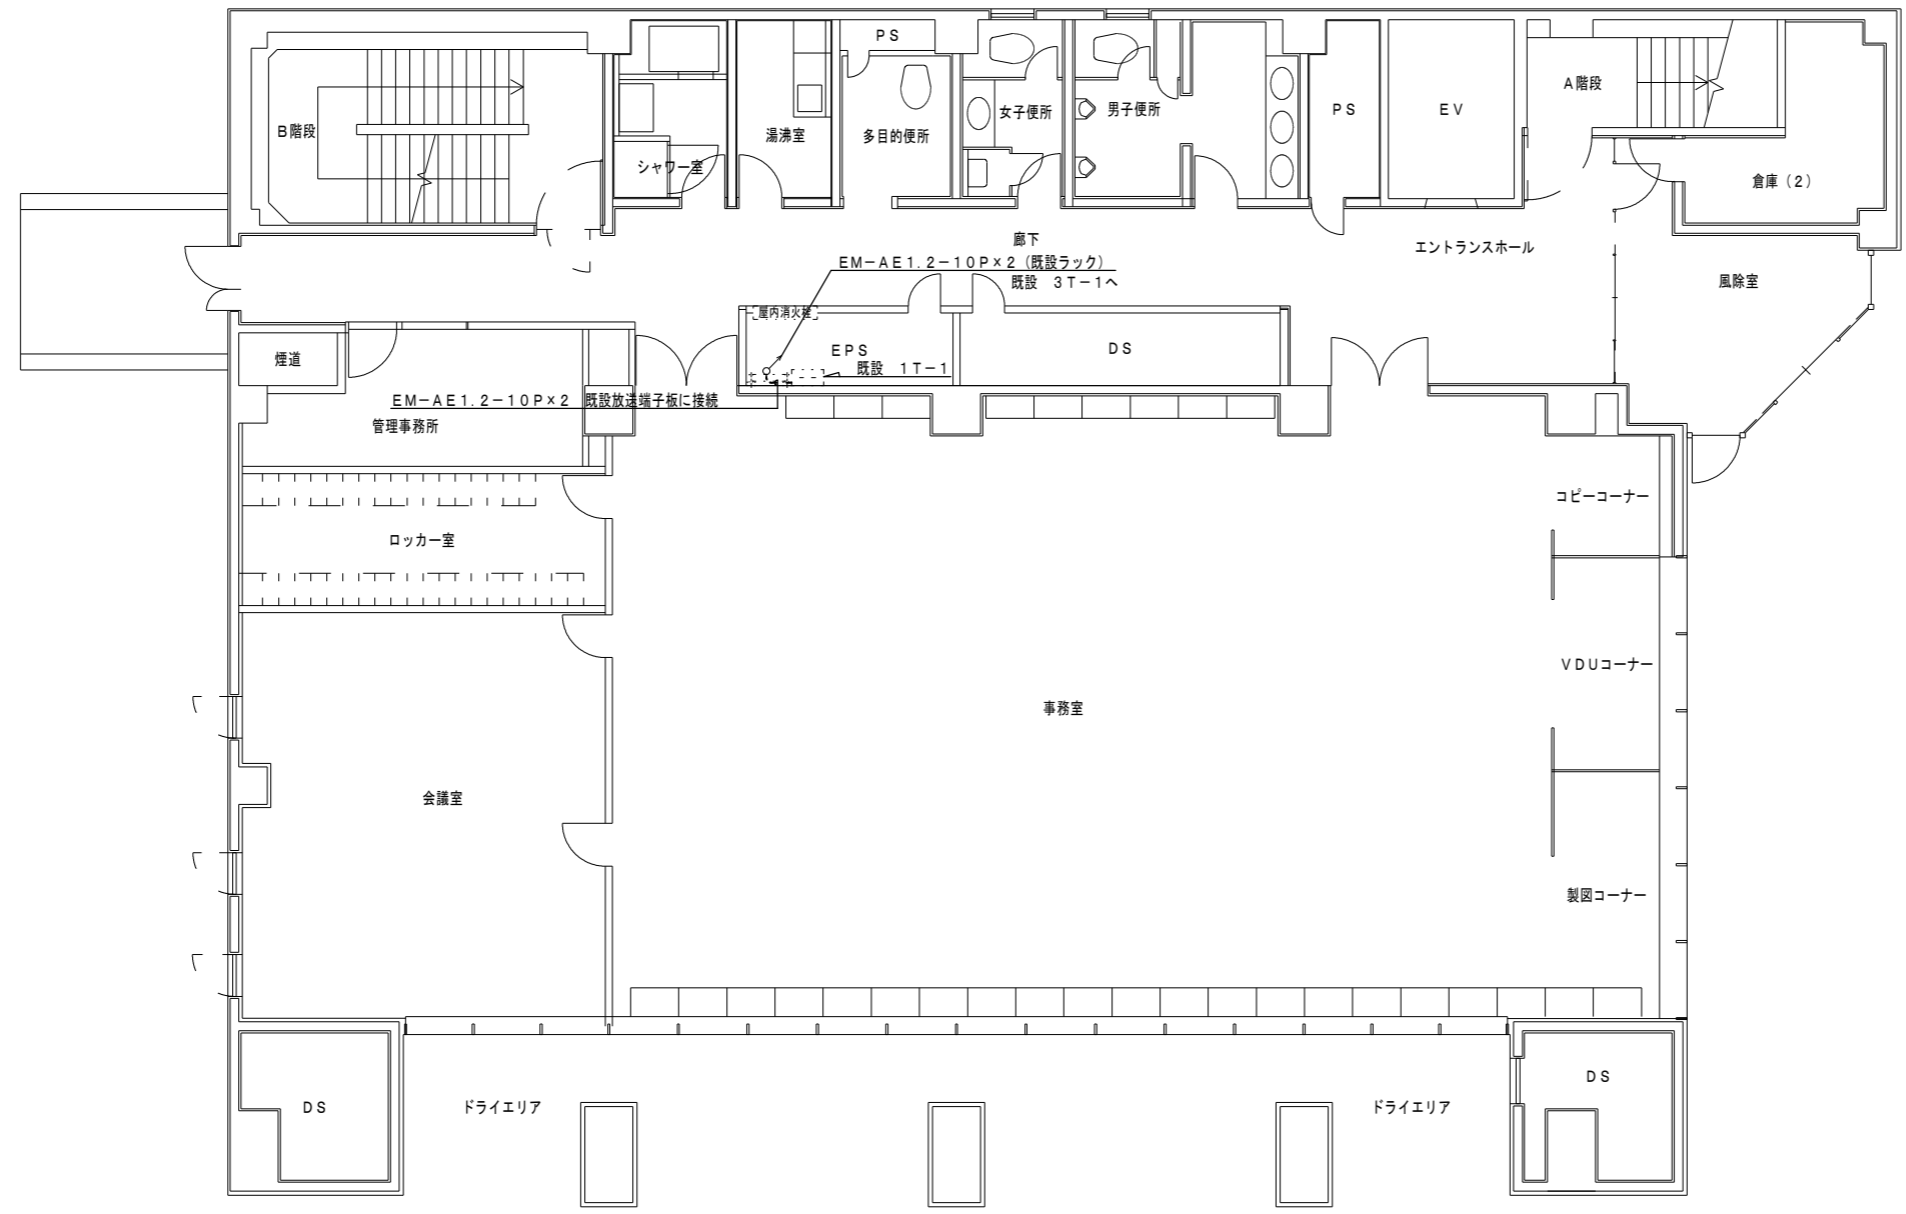 PS
B階段
シャワー室
湯沸室
多目的便所
女子便所
男子便所
PS
EV
A階段
倉庫(2)
廊下
エントランスホール
風除室
EM-AE1.2-10P×2(既設ラック)
既設 3T-1へ
屋内消火栓
EPS
DS
既設 1T-1
煙道
EM-AE1.2-10P×2 既設放送端子板に接続
管理事務所
コピーコーナー
ロッカー室
VDUコーナー
事務室
会議室
製図コーナー
DS
ドライエリア
ドライエリア
DS